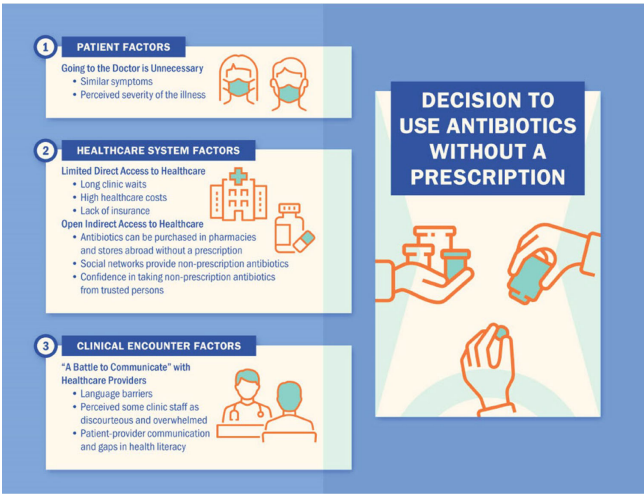 1
PATIENT FACTORS
Going to the Doctor is Unnecessary
• Similar symptoms
• Perceived severity of the illness
2
HEALTHCARE SYSTEM FACTORS
Limited Direct Access to Healthcare
• Long clinic waits
• High healthcare costs
• Lack of insurance
Open Indirect Access to Healthcare
• Antibiotics can be purchased in pharmacies
and stores abroad without a prescription
• Social networks provide non-prescription antibiotics
• Confidence in taking non-prescription antibiotics
from trusted persons
3
CLINICAL ENCOUNTER FACTORS
“A Battle to Communicate” with
Healthcare Providers
• Language barriers
• Perceived some clinic staff as
discourteous and overwhelmed
• Patient-provider communication
and gaps in health literacy
DECISION TO
USE ANTIBIOTICS
WITHOUT A
PRESCRIPTION